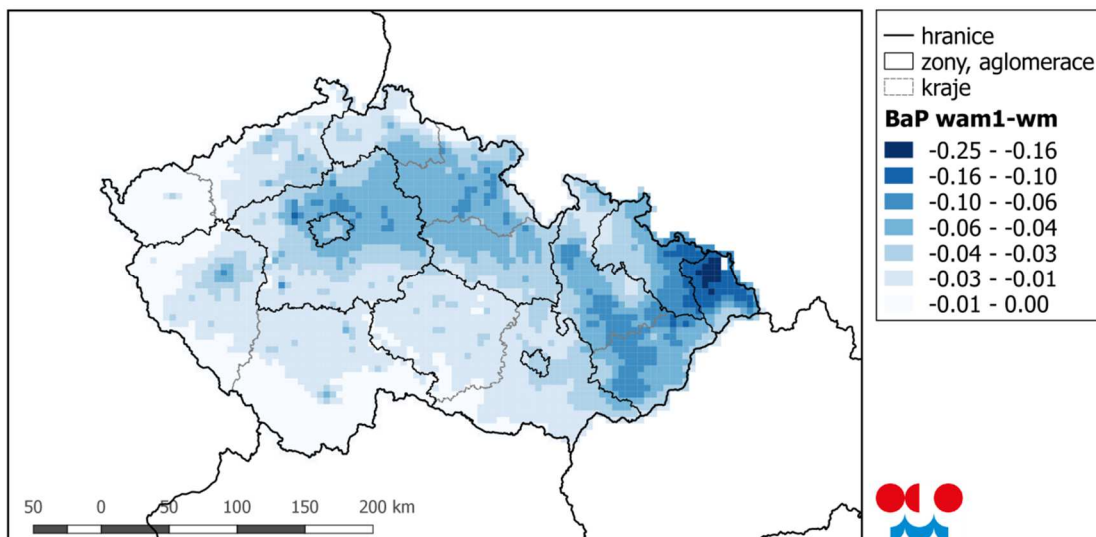 hranice
zony, aglomerace
kraje
BaP wam1-wm
-0.25 - -0.16
-0.16 - -0.10
-0.10 - -0.06
-0.06 - -0.04
-0.04 - -0.03
-0.03 - -0.01
-0.01 - 0.00
50 0 50 100 150 200 km